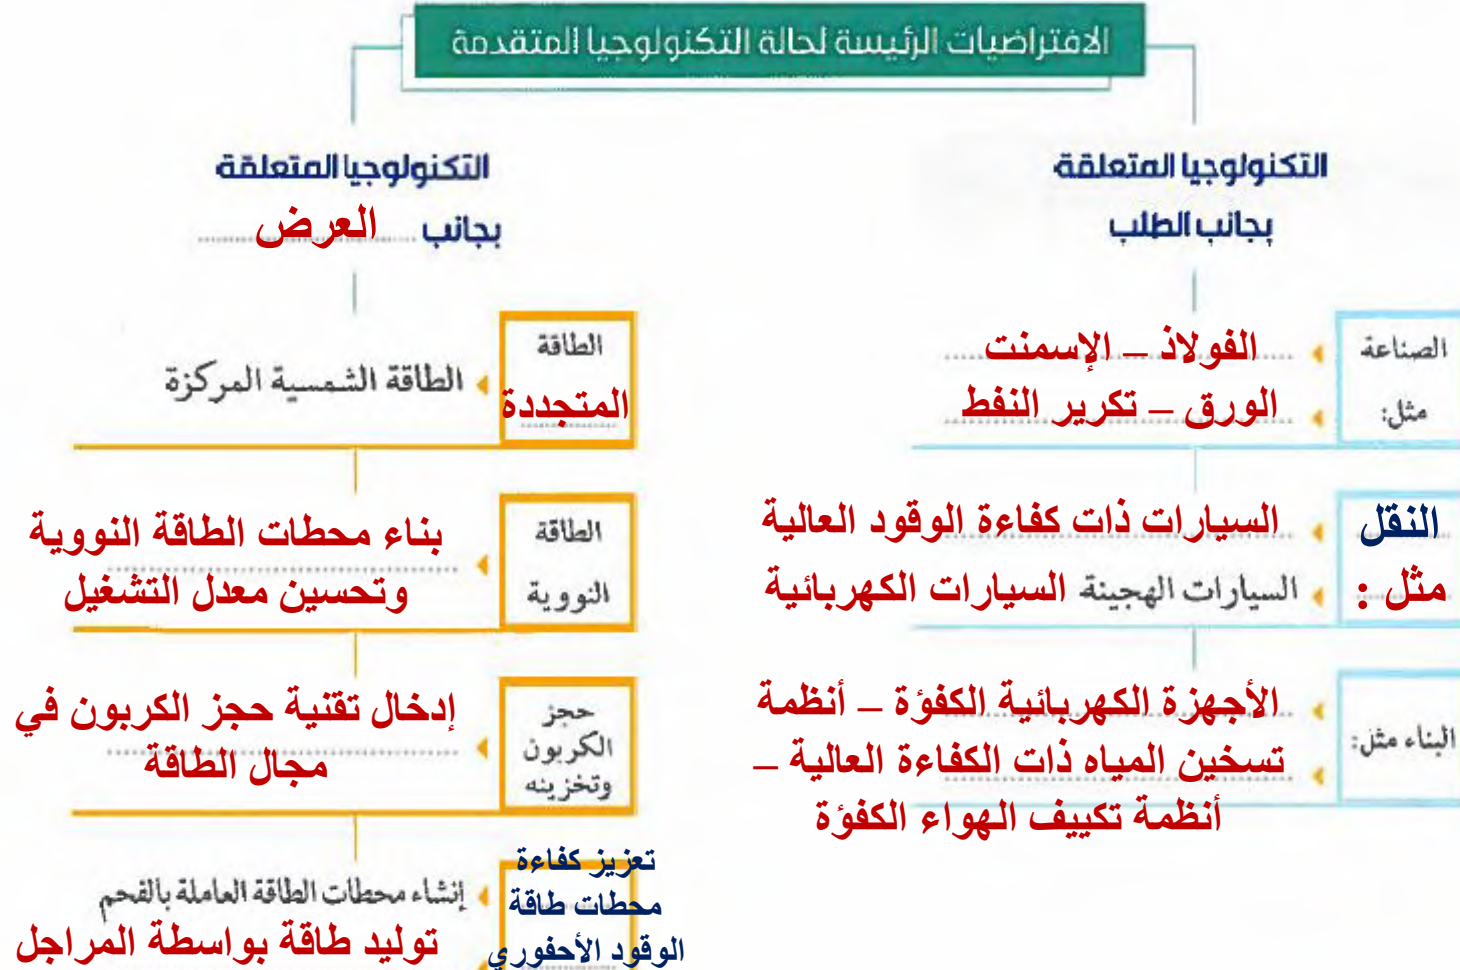 الافتراضيات الرئيسة لحالة التكنولوجيا المتقدمة
التكنولوجيا المتعلقة
بجانب الطلب
الصناعة
مثل:
الفولاذ – الإسمنت
الورق – تكرير النفط
النقل
مثل :
السيارات ذات كفاءة الوقود العالية
السيارات الهجينة السيارات الكهربائية
البناء مثل:
الأجهزة الكهربائية الكفؤة – أنظمة
تسخين المياه ذات الكفاءة العالية –
أنظمة تكييف الهواء الكفؤة
التكنولوجيا المتعلقة
بجانب العرض
الطاقة
المتجددة
الطاقة الشمسية المركزة
الطاقة
النووية
بناء محطات الطاقة النووية
وتحسين معدل التشغيل
حجز
الكربون
وتخزينه
إدخال تقتنية حجز الكربون في
مجال الطاقة
تعزيز كفاءة
محطات طاقة
الوقود الأحفوري
إنشاء محطات الطاقة العاملة بالفحم
توليد طاقة بواسطة المراجل